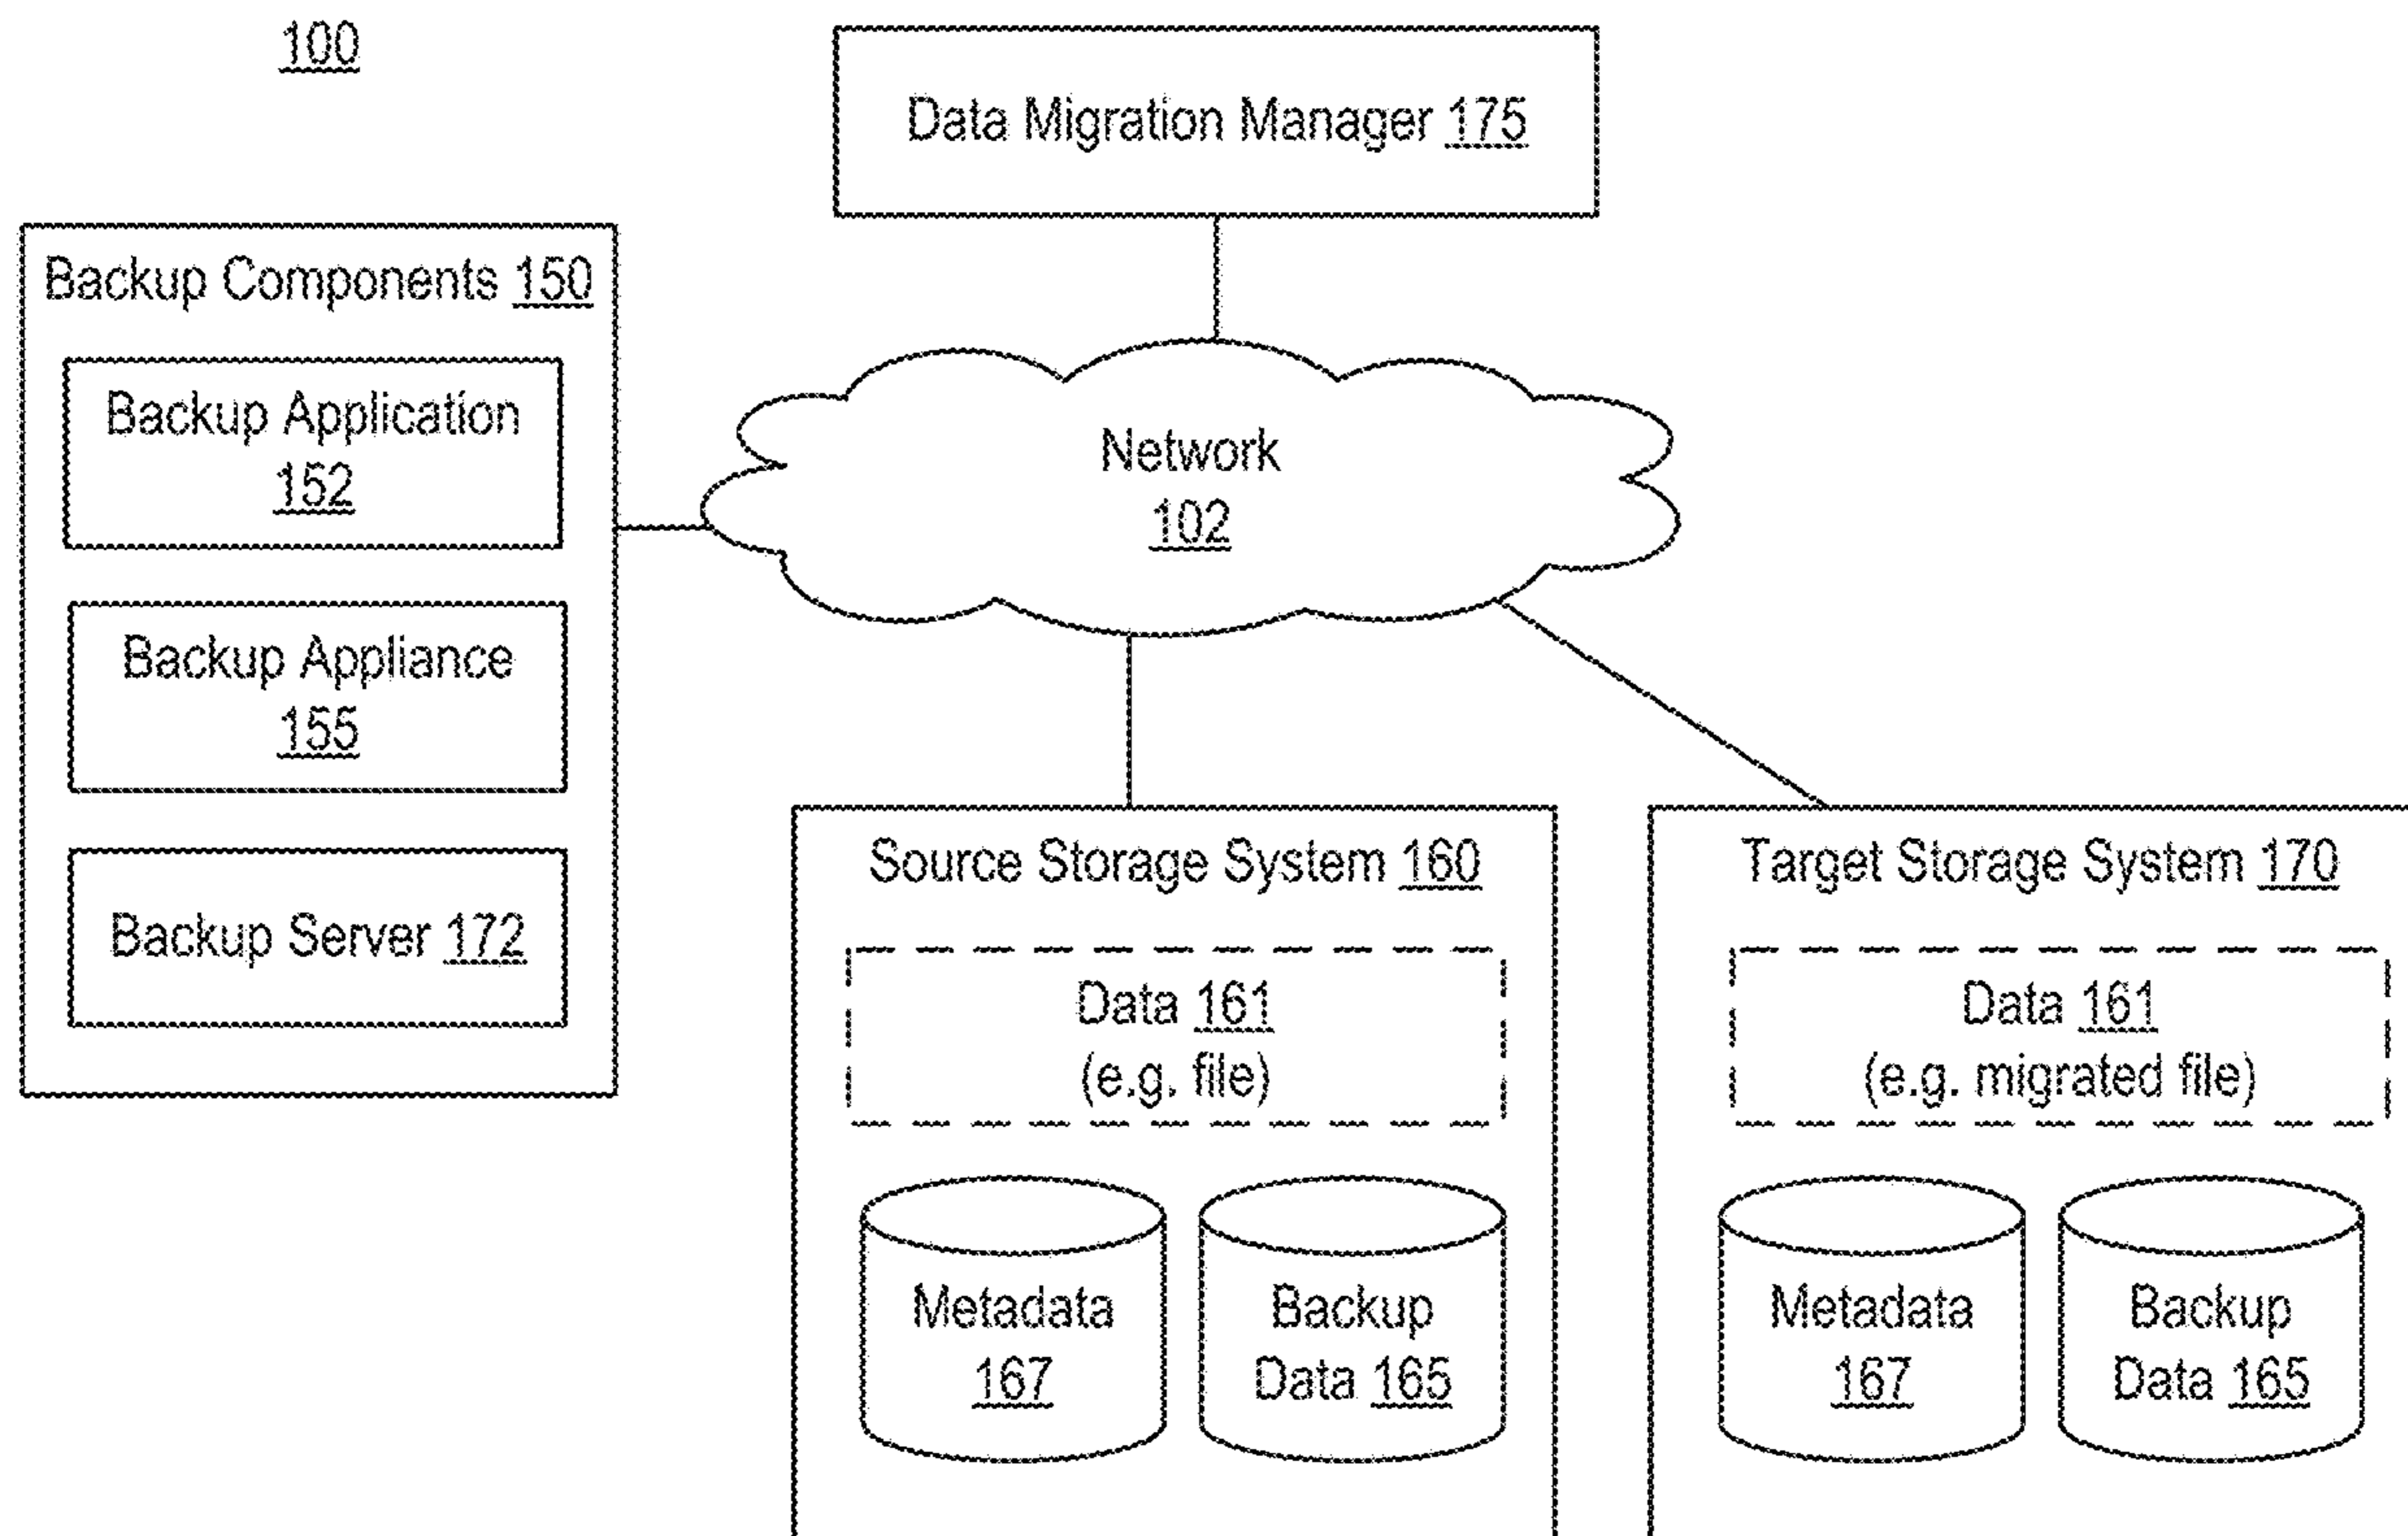 100
Data Migration Manager 175
Backup Components 150
Backup Application
152
Backup Appliance
155
Backup Server 172
Network
102
Source Storage System 160
Data 161
(e.g. file)
Metadata
167
Backup
Data 165
Target Storage System 170
Data 161
(e.g. migrated file)
Metadata
167
Backup
Data 165